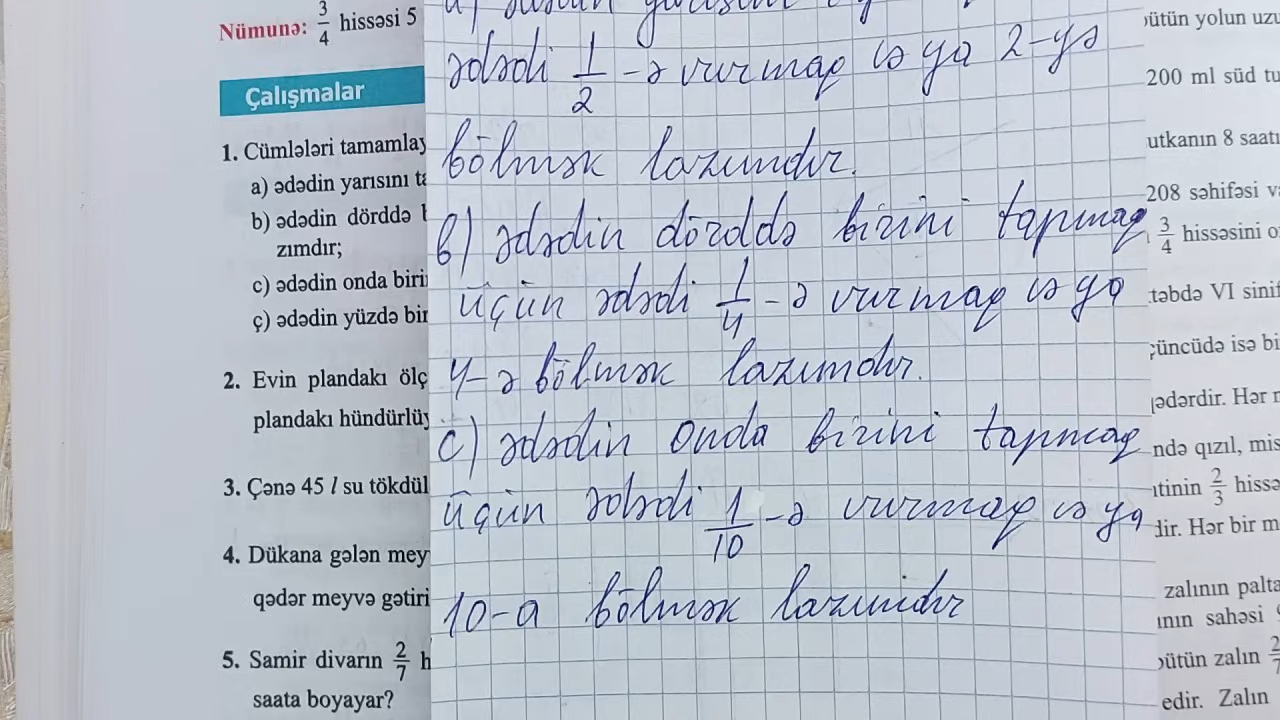 Nümunə: 3/4 hissəsi 5
Çalışmalar
1. Cümlələri tamamlay
a) ədədin yarısını ta
b) ədədin dörddə b
zımdır;
c) ədədin onda biri
ç) ədədin yüzdə bir
2. Evin plandakı ölç
plandakı hündürlüy
3. Çənə 45 l su tökdül
4. Dükana gələn mey
qədər meyvə gətiri
5. Samir divarın 2/7 h
saata boyayar?
ədədi 1/2 -ə vurmaq və ya 2-yə
bölmək lazımdır.
b) ədədin dörddə birini tapmaq
üçün ədədi 1/4 -ə vurmaq və ya
4-ə bölmək lazımdır.
c) ədədin onda birini tapmaq
üçün ədədi 1/10 -ə vurmaq və ya
10-a bölmək lazımdır
bütün yolun uzu
200 ml süd tu
utkanın 8 saatı
208 səhifəsi va
3/4 hissəsini o
təbdə VI sinif
çüncüdə isə bi
qədərdir. Hər m
ndə qızıl, mis
tinin 2/3 hissə
dir. Hər bir m
zalının palta
ının sahəsi
bütün zalın 2/7
edir. Zalın